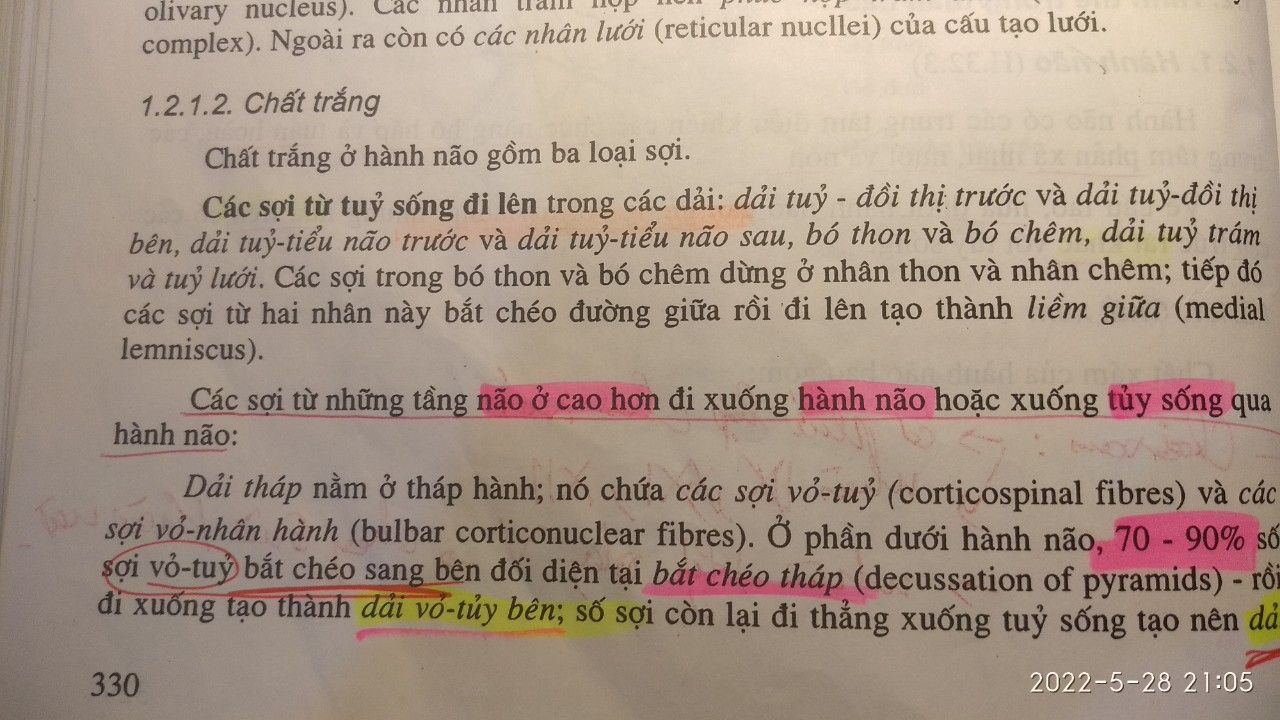 olivary nucleus). Các nhân trám hợp nên phức hợp trám
complex). Ngoài ra còn có các nhân lưới (reticular nucllei) của cấu tạo lưới.
1.2.1.2. Chất trắng
Chất trắng ở hành não gồm ba loại sợi.
Các sợi từ tuỷ sống đi lên trong các dải: dải tuỷ - đồi thị trước và dải tuỷ-đồi thị
bên, dải tuỷ-tiểu não trước và dải tuỷ-tiểu não sau, bó thon và bó chêm, dải tuỷ trám
và tuỷ lưới. Các sợi trong bó thon và bó chêm dừng ở nhân thon và nhân chêm; tiếp đó
các sợi từ hai nhân này bắt chéo đường giữa rồi đi lên tạo thành liềm giữa (medial
lemniscus).
Các sợi từ những tầng não ở cao hơn đi xuống hành não hoặc xuống tủy sống qua
hành não:
Dải tháp nằm ở tháp hành; nó chứa các sợi vỏ-tuỷ (corticospinal fibres) và các
sợi vỏ-nhân hành (bulbar corticonuclear fibres). Ở phần dưới hành não, 70 - 90% số
sợi vỏ-tuỷ bắt chéo sang bên đối diện tại bắt chéo tháp (decussation of pyramids) - rồi
đi xuống tạo thành dải vỏ-tủy bên; số sợi còn lại đi thẳng xuống tuỷ sống tạo nên dả
330
2022-5-28 21:05